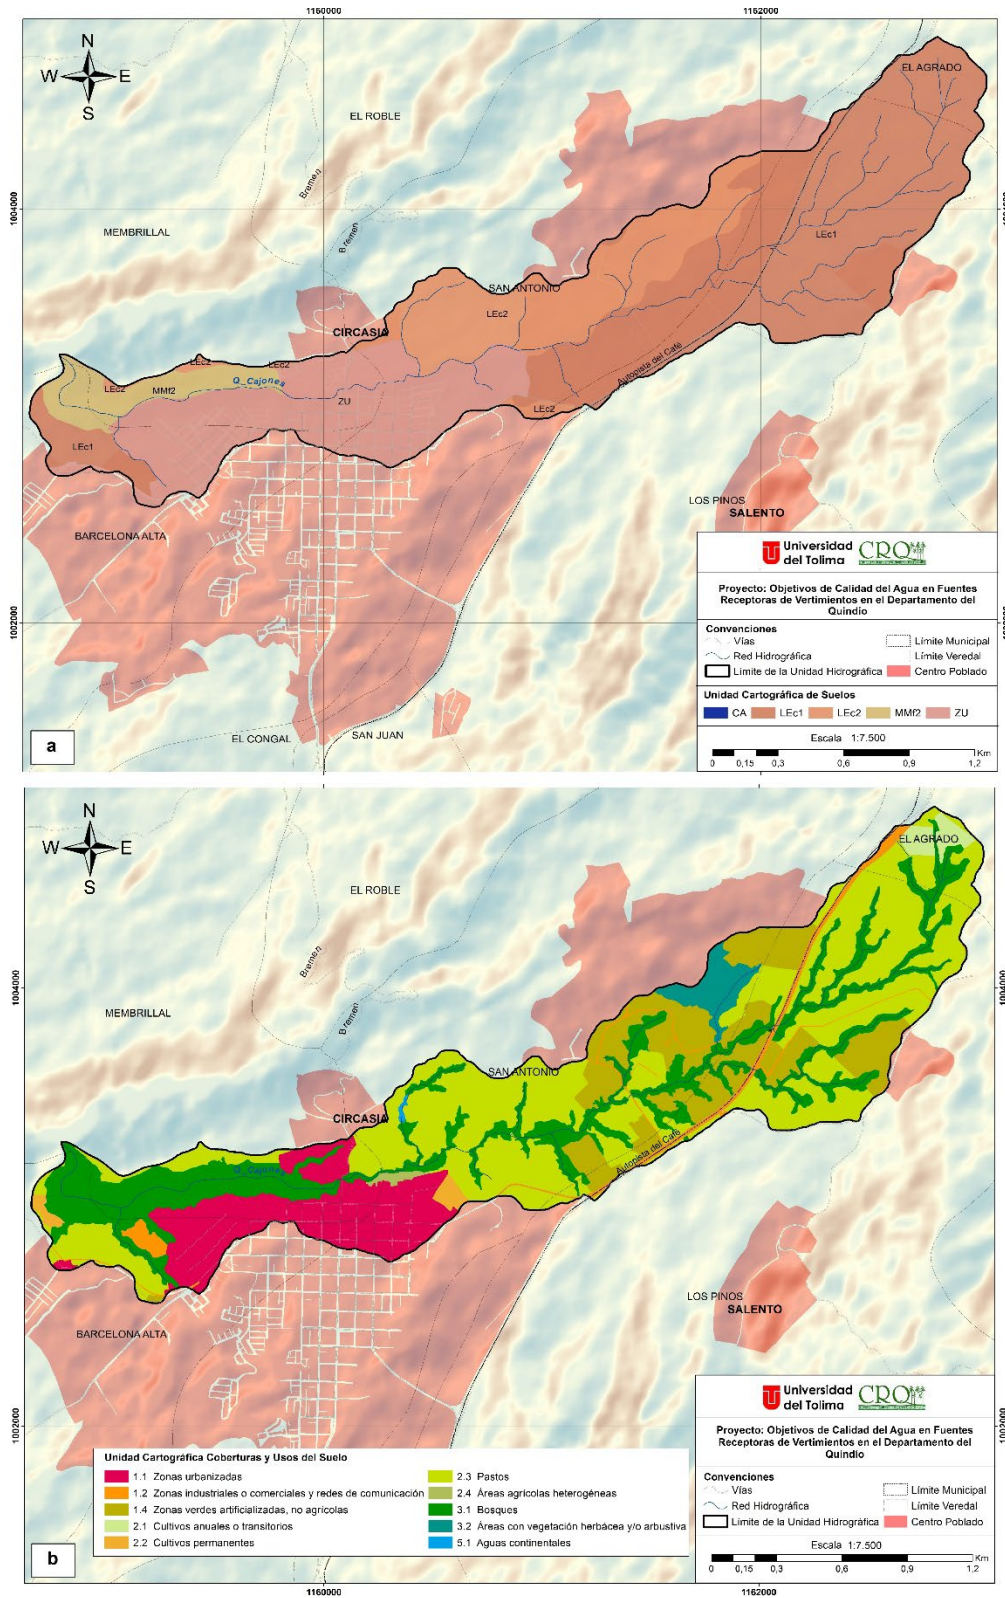 1160000
1162000
N
W E
S
EL AGRADO
EL ROBLE
Bremen
1004000
MEMBRILLAL
Bremen
LEc1
SAN ANTONIO
LEc2
CIRCASIA
LEc2
LEc2
LEc2
Q_Cajones
MMf2
ZU
Autopista del Café
LEc2
LEc1
LOS PINOS
SALENTO
BARCELONA ALTA
Universidad
del Tolima
CRQ
Proyecto: Objetivos de Calidad del Agua en Fuentes
Receptoras de Vertimientos en el Departamento del
Quindio
Convenciones
Vías
Límite Municipal
Red Hidrográfica
Límite Veredal
Límite de la Unidad Hidrográfica
Centro Poblado
1002000
Unidad Cartográfica de Suelos
CA LEc1 LEc2 MMf2 ZU
Escala 1:7.500
Km
0 0,15 0,3 0,6 0,9 1,2
EL CONGAL
SAN JUAN
a
N
W E
S
EL AGRADO
EL ROBLE
Bremen
1004000
1004000
MEMBRILLAL
Bremen
SAN ANTONIO
CIRCASIA
Autopista del Café
Q_Cajones
LOS PINOS
SALENTO
BARCELONA ALTA
Universidad
del Tolima
CRQ
Proyecto: Objetivos de Calidad del Agua en Fuentes
Receptoras de Vertimientos en el Departamento del
Quindio
1002000
1002000
Unidad Cartográfica Coberturas y Usos del Suelo
1.1 Zonas urbanizadas
1.2 Zonas industriales o comerciales y redes de comunicación
1.4 Zonas verdes artificializadas, no agrícolas
2.1 Cultivos anuales o transitorios
2.2 Cultivos permanentes
2.3 Pastos
2.4 Áreas agrícolas heterogéneas
3.1 Bosques
3.2 Áreas con vegetación herbácea y/o arbustiva
5.1 Aguas continentales
Convenciones
Vías
Límite Municipal
Red Hidrográfica
Límite Veredal
Límite de la Unidad Hidrográfica
Centro Poblado
Escala 1:7.500
Km
0 0,15 0,3 0,6 0,9 1,2
b
1160000
1162000